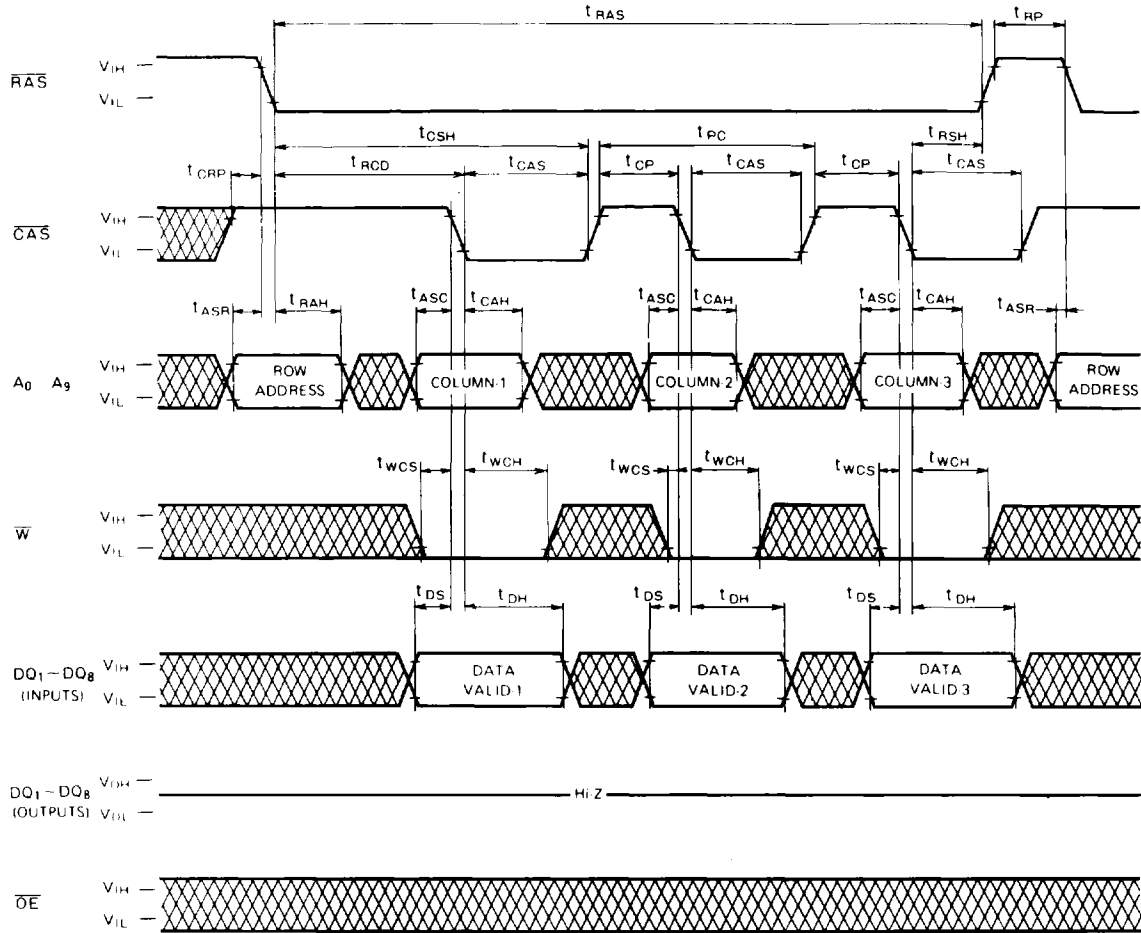 tRAS
tRP
RAS
VIH
VIL
tCSH
tPC
tRSH
tCRP
tRCD
tCAS
tCP
tCAS
tCP
tCAS
CAS
VIH
VIL
tASR
tRAH
tASC
tCAH
tASC
tCAH
tASC
tCAH
tASR
A0 A9
VIH
VIL
ROW
ADDRESS
COLUMN-1
COLUMN-2
COLUMN-3
ROW
ADDRESS
tWCS
tWCH
tWCS
tWCH
tWCS
tWCH
W
VIH
VIL
tDS
tDH
tDS
tDH
tDS
tDH
DQ1~DQ8
(INPUTS)
VIH
VIL
DATA
VALID-1
DATA
VALID-2
DATA
VALID-3
DQ1~DQ8
(OUTPUTS)
VOH
VOL
Hi-Z
OE
VIH
VIL